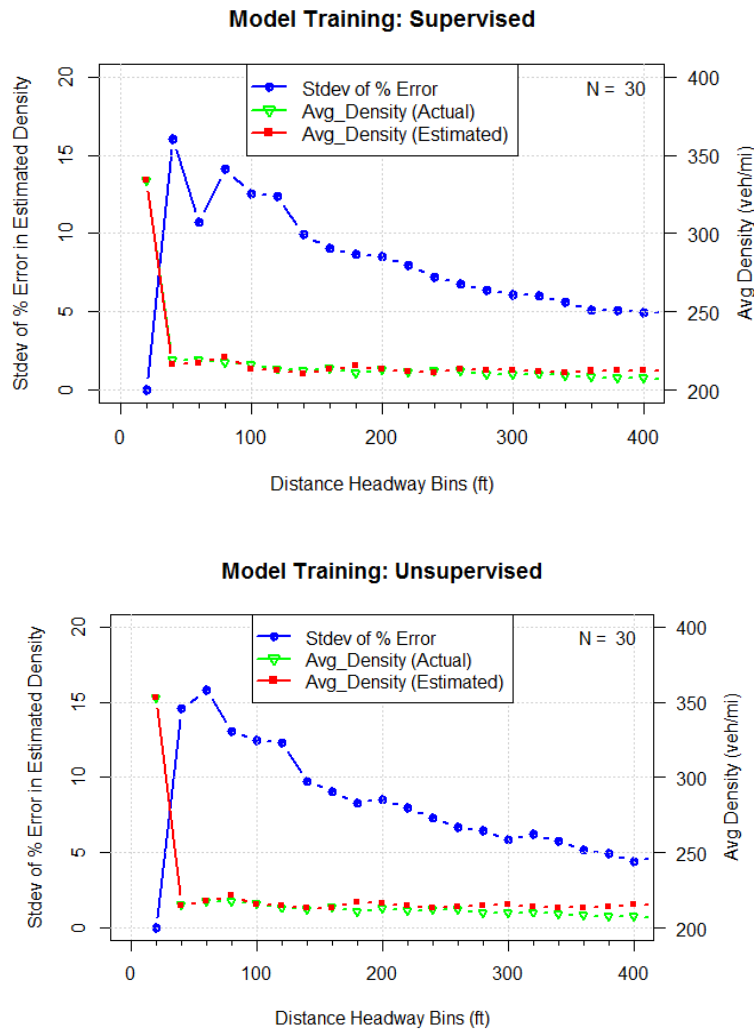 Model Training: Supervised
Stdev of % Error in Estimated Density
20
15
10
5
0
Stdev of % Error
Avg_Density (Actual)
Avg_Density (Estimated)
N = 30
400
350
300
250
200
Avg Density (veh/mi)
0 100 200 300 400
Distance Headway Bins (ft)
Model Training: Unsupervised
Stdev of % Error in Estimated Density
20
15
10
5
0
Stdev of % Error
Avg_Density (Actual)
Avg_Density (Estimated)
N = 30
400
350
300
250
200
Avg Density (veh/mi)
0 100 200 300 400
Distance Headway Bins (ft)